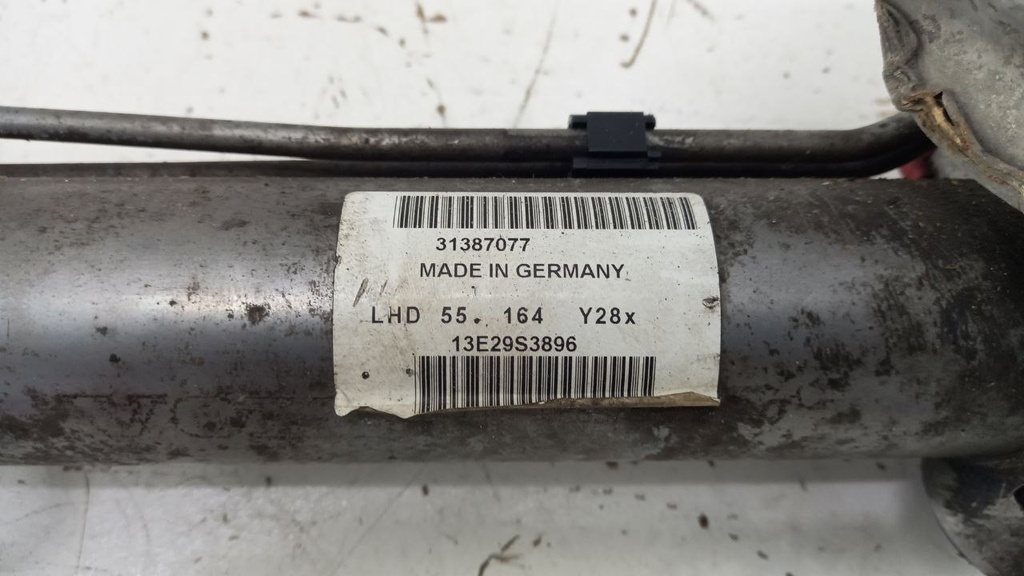 31387077
MADE IN GERMANY
LHD 55. 164 Y28x
13E29S3896